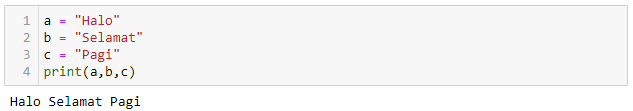 1 a = "Halo"
2 b = "Selamat"
3 c = "Pagi"
4 print(a,b,c)
Halo Selamat Pagi